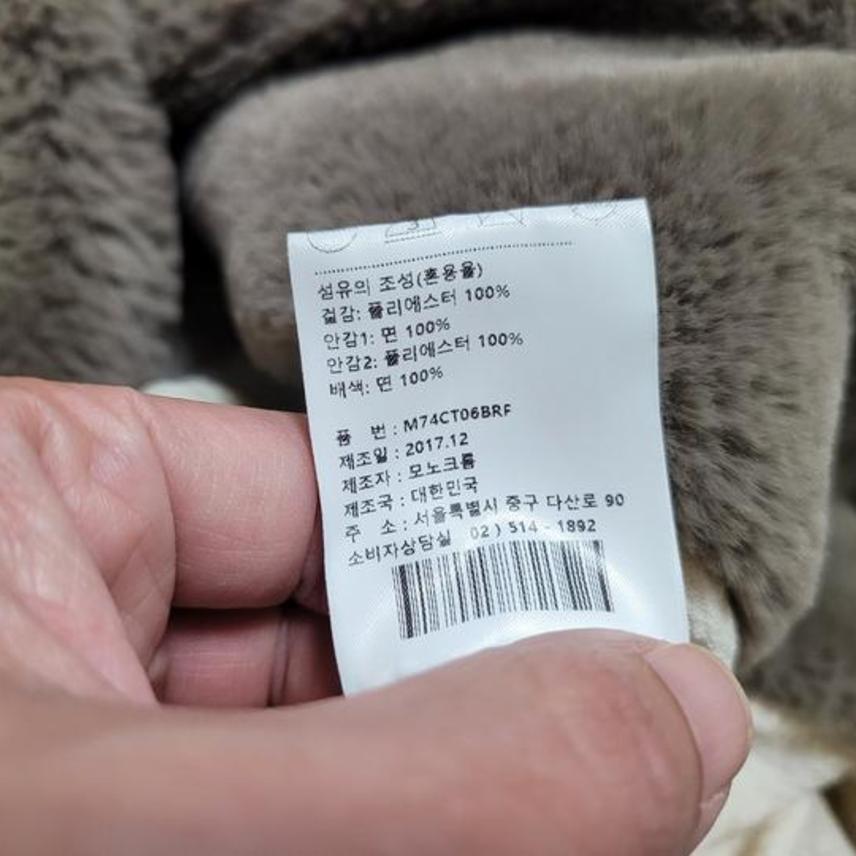 섬유의 조성(혼용율)
겉감: 폴리에스터 100%
안감1: 면 100%
안감2: 폴리에스터 100%
배색: 면 100%
품 번 : M74CT06BRF
제조일 : 2017.12
제조자 : 모노크롬
제조국 : 대한민국
주 소 : 서울특별시 중구 다산로 90
소비자상담실 02 ) 514 - 1892